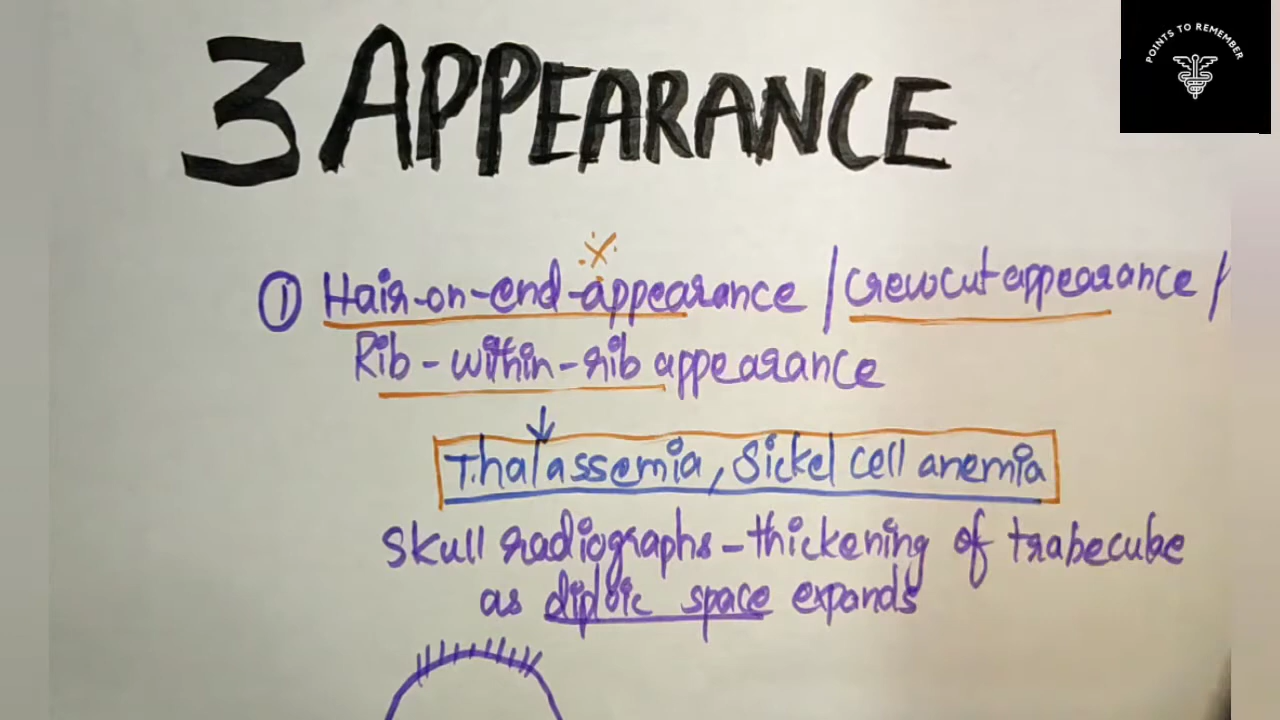 POINTS TO REMEMBER
3 APPEARANCE
① Hair-on-end-appearance / Crewcut appearance /
Rib-within-rib appearance
↓
Thalassemia, Sickel cell anemia
Skull radiographs - thickening of trabeculae
as diploic space expands